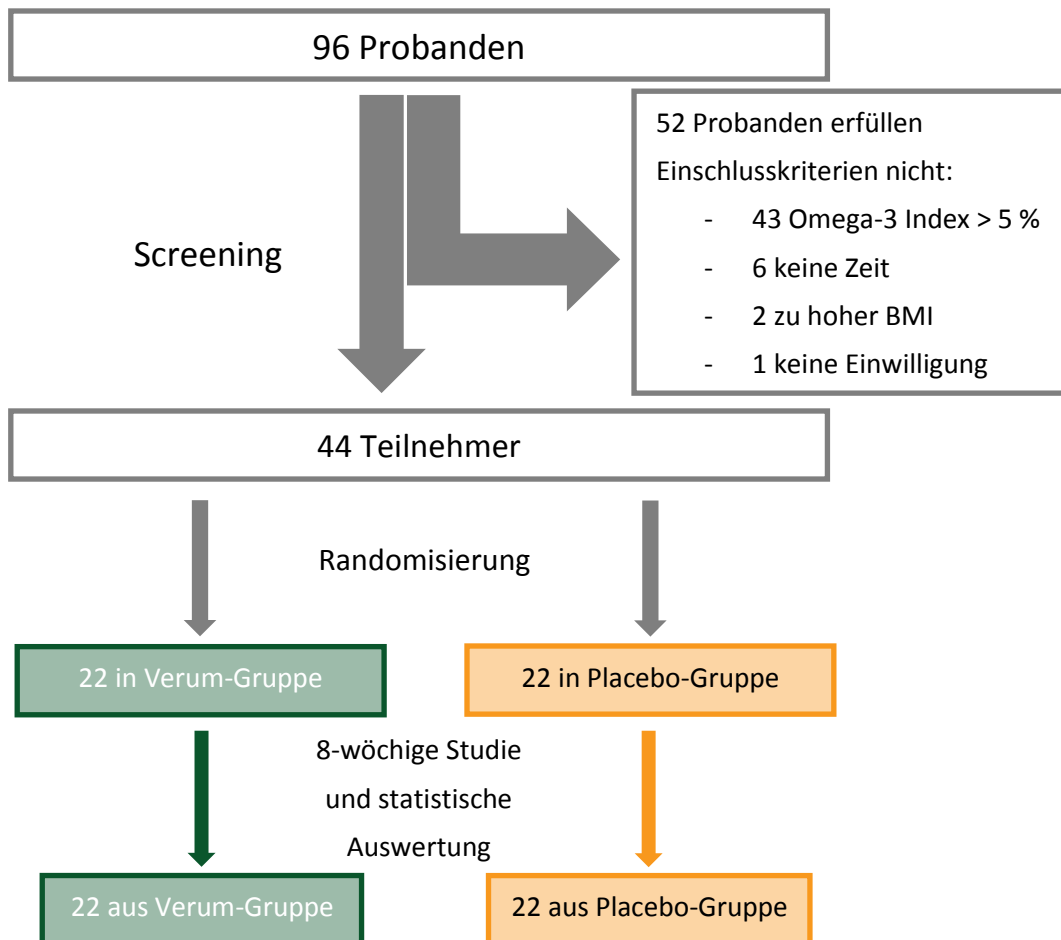 96 Probanden
52 Probanden erfüllen
Einschlusskriterien nicht:
- 43 Omega-3 Index > 5 %
- 6 keine Zeit
- 2 zu hoher BMI
- 1 keine Einwilligung
Screening
44 Teilnehmer
Randomisierung
22 in Verum-Gruppe
22 in Placebo-Gruppe
8-wöchige Studie
und statistische
Auswertung
22 aus Verum-Gruppe
22 aus Placebo-Gruppe